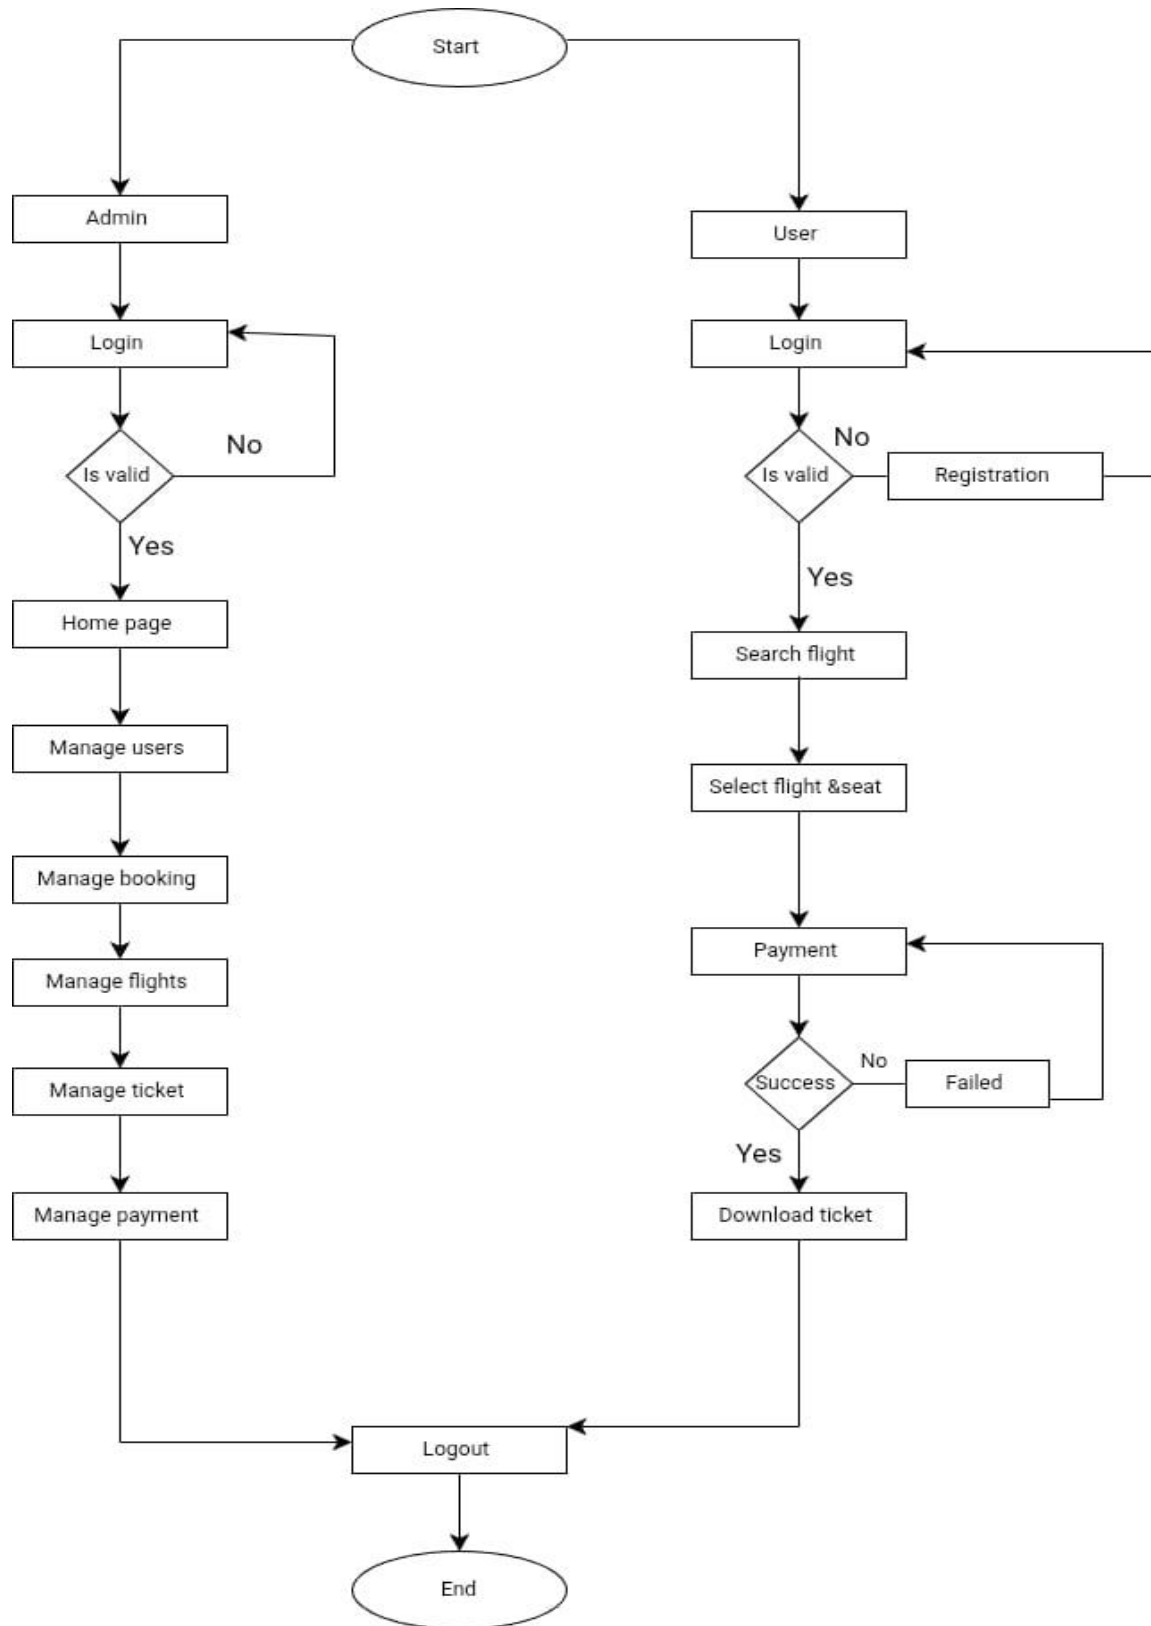 Start
Admin
User
Login
Login
No
No
Is valid
Is valid
Registration
Yes
Yes
Home page
Search flight
Manage users
Select flight &seat
Manage booking
Payment
Manage flights
No
Success
Failed
Manage ticket
Yes
Manage payment
Download ticket
Logout
End